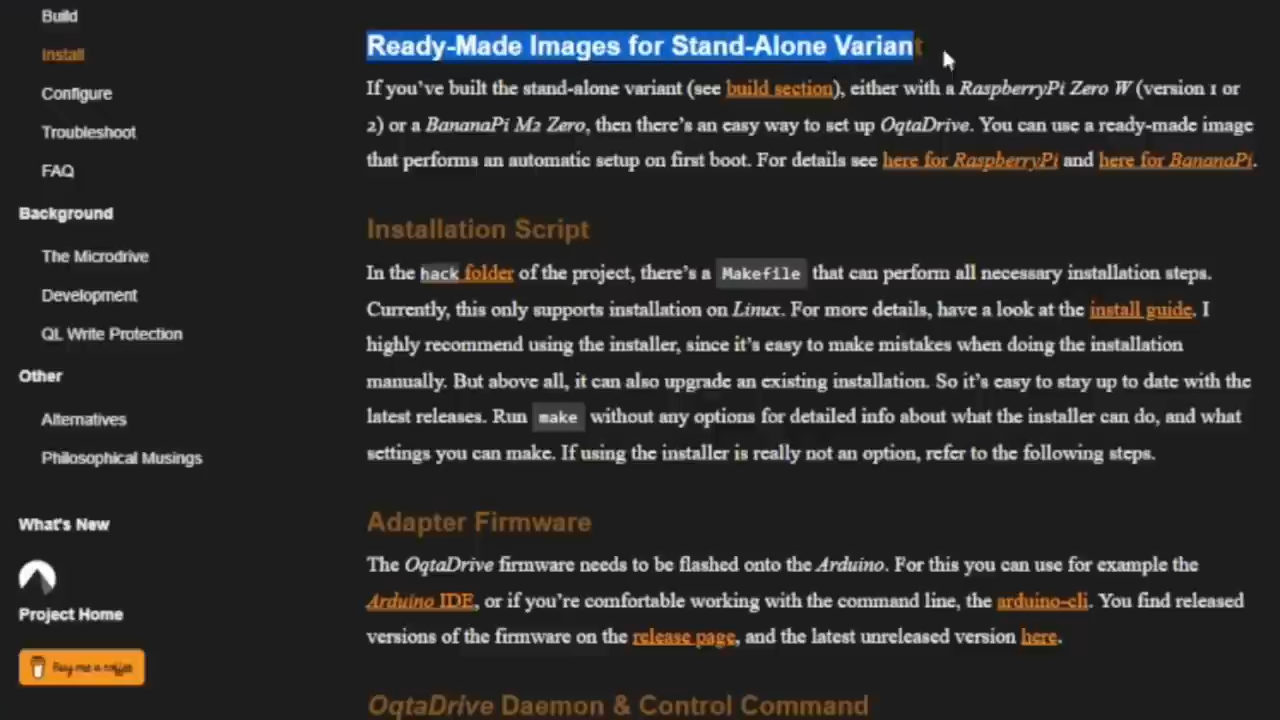 Build
Install
Configure
Troubleshoot
FAQ
Background
The Microdrive
Development
QL Write Protection
Other
Alternatives
Philosophical Musings
What's New
Project Home
Buy me a coffee
Ready-Made Images for Stand-Alone Variant
If you've built the stand-alone variant (see build section), either with a RaspberryPi Zero W (version 1 or
2) or a BananaPi M2 Zero, then there's an easy way to set up OqtaDrive. You can use a ready-made image
that performs an automatic setup on first boot. For details see here for RaspberryPi and here for BananaPi.
Installation Script
In the hack folder of the project, there's a Makefile that can perform all necessary installation steps.
Currently, this only supports installation on Linux. For more details, have a look at the install guide. I
highly recommend using the installer, since it's easy to make mistakes when doing the installation
manually. But above all, it can also upgrade an existing installation. So it's easy to stay up to date with the
latest releases. Run make without any options for detailed info about what the installer can do, and what
settings you can make. If using the installer is really not an option, refer to the following steps.
Adapter Firmware
The OqtaDrive firmware needs to be flashed onto the Arduino. For this you can use for example the
Arduino IDE, or if you're comfortable working with the command line, the arduino-cli. You find released
versions of the firmware on the release page, and the latest unreleased version here.
OqtaDrive Daemon & Control Command